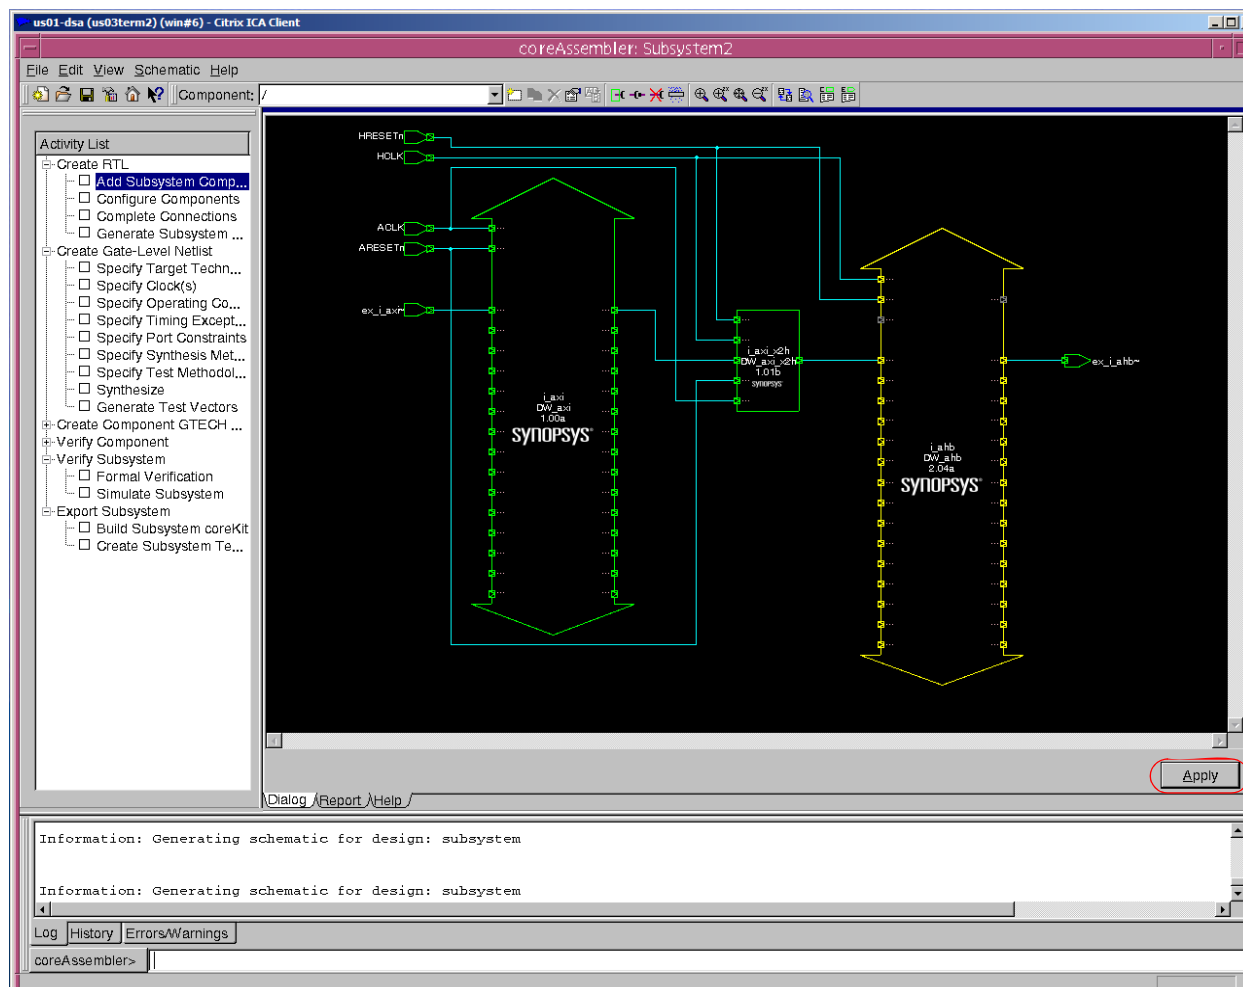 us01-dsa (us03term2) (win#6) - Citrix ICA Client
coreAssembler: Subsystem2
File Edit View Schematic Help
Component: /
Activity List
Create RTL
Add Subsystem Comp...
Configure Components
Complete Connections
Generate Subsystem ...
Create Gate-Level Netlist
Specify Target Techn...
Specify Clock(s)
Specify Operating Co...
Specify Timing Except...
Specify Port Constraints
Specify Synthesis Met...
Specify Test Methodol...
Synthesize
Generate Test Vectors
Create Component GTECH ...
Verify Component
Verify Subsystem
Formal Verification
Simulate Subsystem
Export Subsystem
Build Subsystem coreKit
Create Subsystem Te...
HRESETn
HCLK
ACLK
ARESETn
ex_i_axi~
i_axi
DW_axi
1.00a
SYNOPSYS®
i_axi_x2h
DW_axi_x2h
1.01b
SYNOPSYS
i_ahb
DW_ahb
2.04a
SYNOPSYS®
ex_i_ahb~
Apply
Dialog Report Help
Information: Generating schematic for design: subsystem
Information: Generating schematic for design: subsystem
Log History Errors/Warnings
coreAssembler>